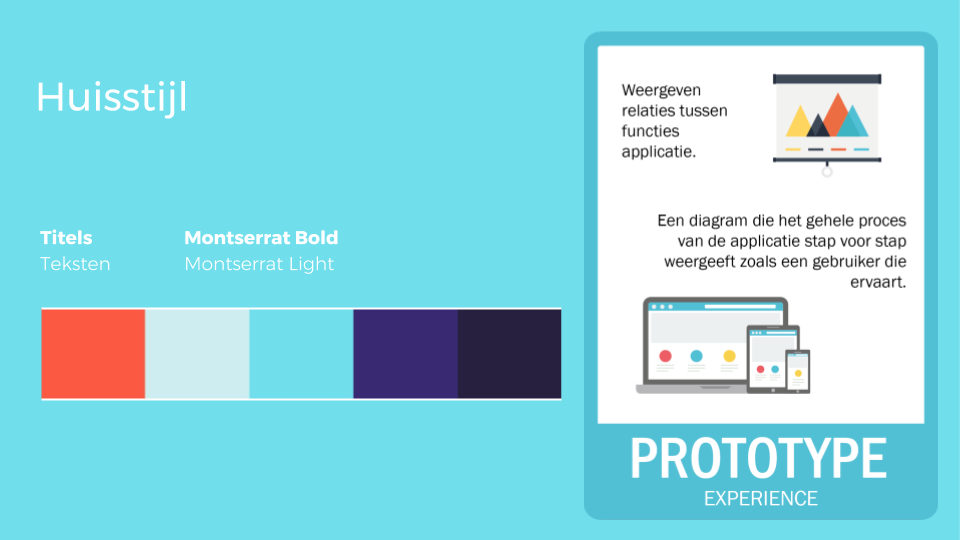 Huisstijl
Titels
Montserrat Bold
Teksten
Montserrat Light
Weergeven
relaties tussen
functies
applicatie.
Een diagram die het gehele proces
van de applicatie stap voor stap
weergeeft zoals een gebruiker die
ervaart.
PROTOTYPE
EXPERIENCE